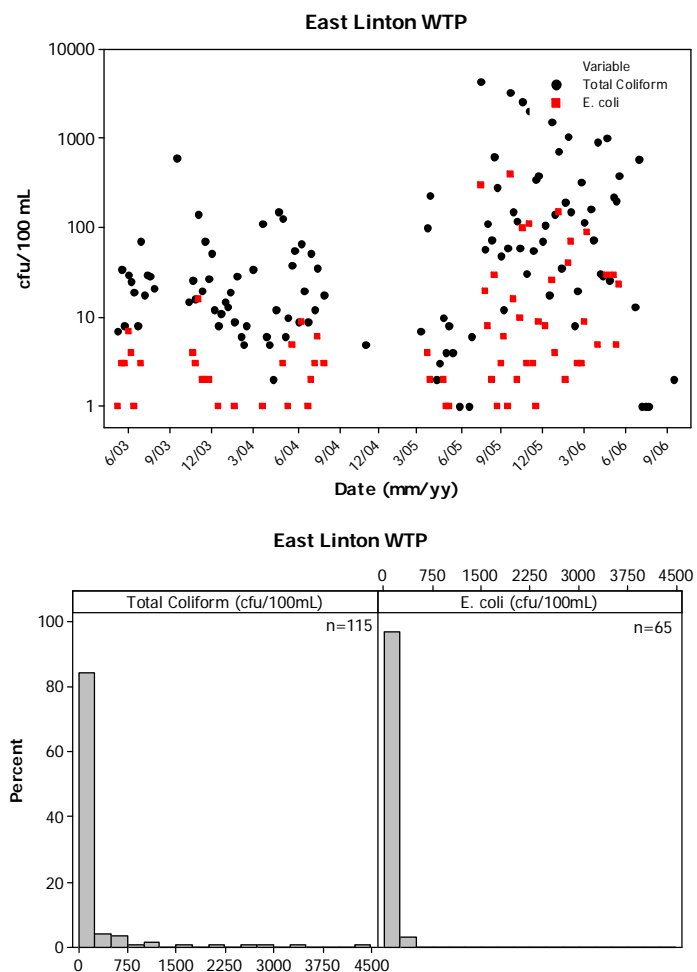 East Linton WTP
10000
1000
100
10
1
cfu/100 mL
Variable
Total Coliform
E. coli
6/03 9/03 12/03 3/04 6/04 9/04 12/04 3/05 6/05 9/05 12/05 3/06 6/06 9/06
Date (mm/yy)
East Linton WTP
0 750 1500 2250 3000 3750 4500
Total Coliform (cfu/100mL) E. coli (cfu/100mL)
n=115 n=65
100
80
60
40
20
0
Percent
0 750 1500 2250 3000 3750 4500